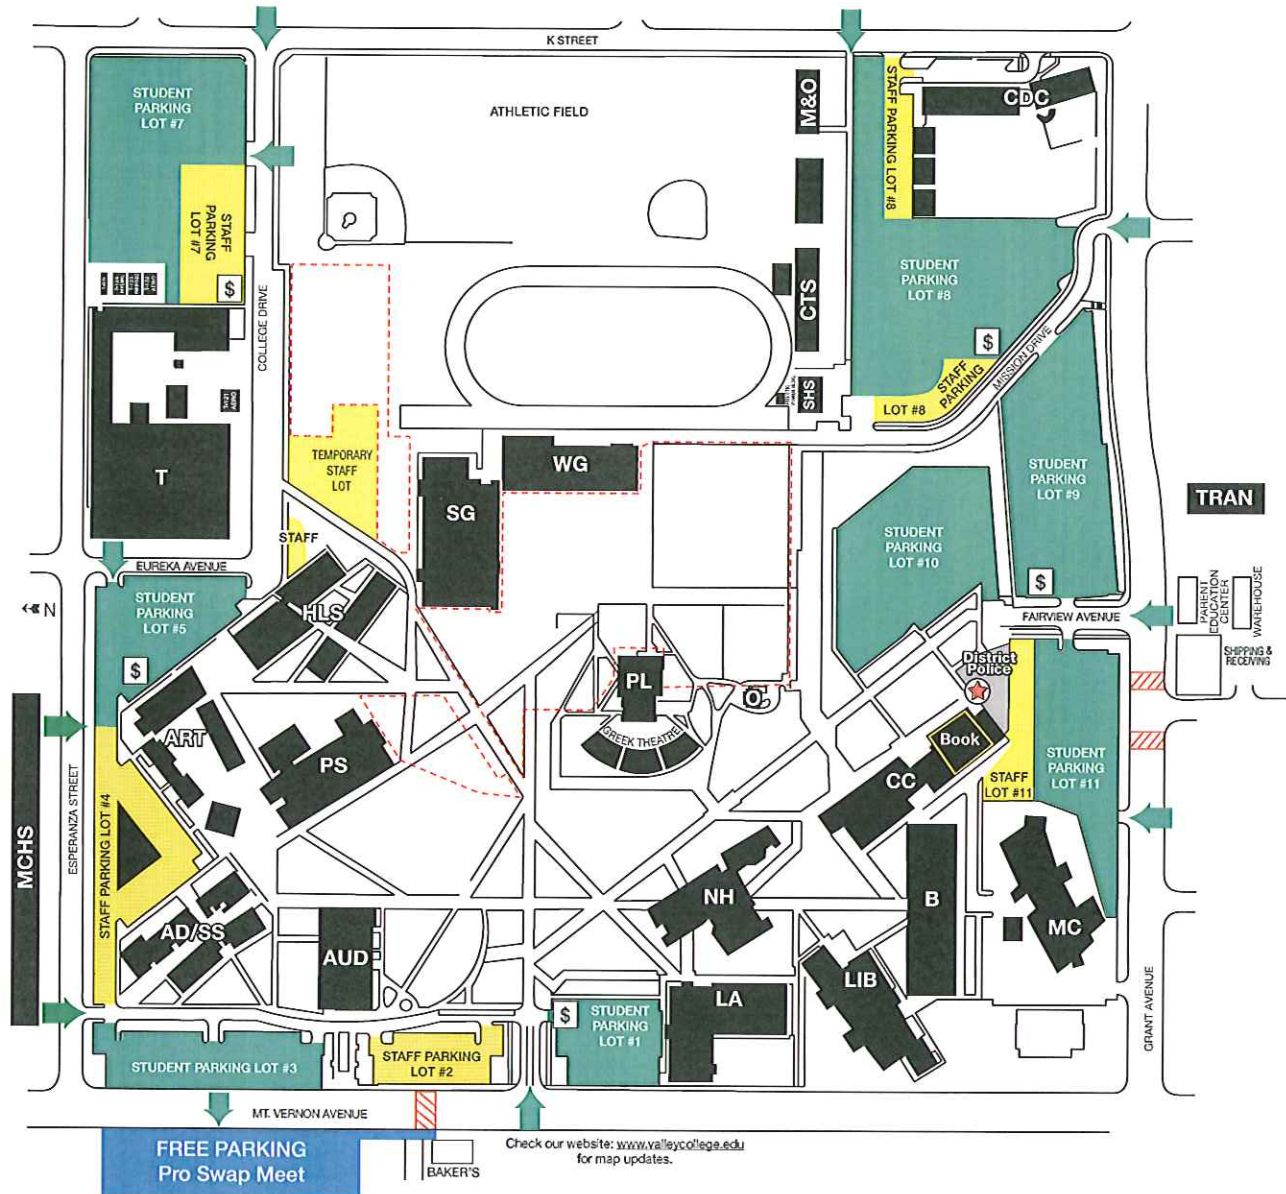 K STREET
STUDENT
PARKING
LOT #7
ATHLETIC FIELD
M&O
STAFF PARKING LOT #8
CDC
STAFF
PARKING
LOT #7
$
COLLEGE DRIVE
STUDENT
PARKING
LOT #8
CTS
$
MISSION DRIVE
STAFF
PARKING
LOT #8
SHS
T
TEMPORARY
STAFF
LOT
WG
SG
STUDENT
PARKING
LOT #9
TRAN
STAFF
STUDENT
PARKING
LOT #10
EUREKA AVENUE
$
N
STUDENT
PARKING
LOT #5
HLS
FAIRVIEW AVENUE
PARENT
EDUCATION
CENTER
WAREHOUSE
SHIPPING &
RECEIVING
$
District
Police
PL
O
GREEK THEATRE
ART
PS
Book
CC
STAFF
LOT #11
STUDENT
PARKING
LOT #11
MCHS
ESPERANZA STREET
STAFF PARKING LOT #4
NH
B
MC
AD/SS
AUD
LIB
LA
$
STUDENT
PARKING
LOT #1
GRANT AVENUE
STUDENT PARKING LOT #3
STAFF PARKING
LOT #2
MT. VERNON AVENUE
FREE PARKING
Pro Swap Meet
BAKER'S
Check our website: www.valleycollege.edu
for map updates.